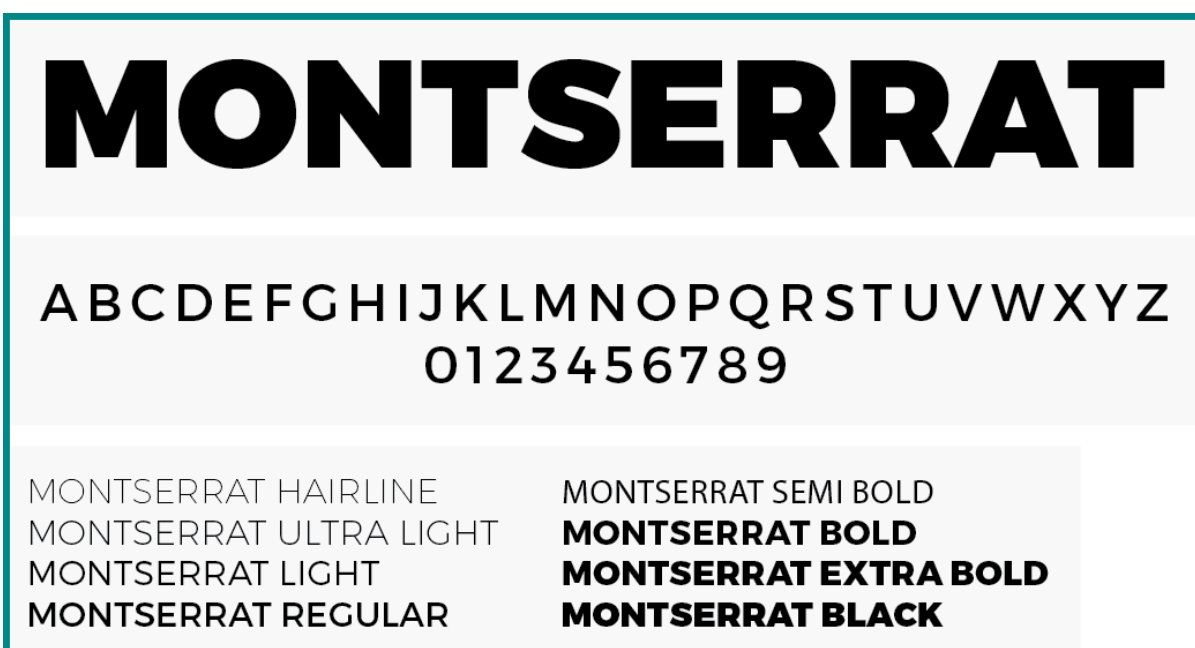 MONTSERRAT
ABCDEFGHIJKLMNOPQRSTUVWXYZ
0123456789
MONTSERRAT HAIRLINE
MONTSERRAT ULTRA LIGHT
MONTSERRAT LIGHT
MONTSERRAT REGULAR
MONTSERRAT SEMI BOLD
MONTSERRAT BOLD
MONTSERRAT EXTRA BOLD
MONTSERRAT BLACK